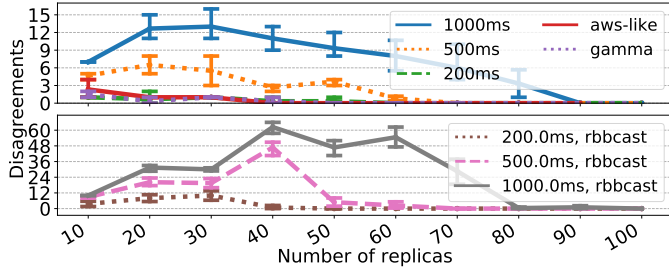 15
12
9
6
3
0
1000ms
500ms
200ms
aws-like
gamma
Disagreements
60
48
36
24
12
0
200.0ms, rbbcast
500.0ms, rbbcast
1000.0ms, rbbcast
10 20 30 40 50 60 70 80 90 100
Number of replicas